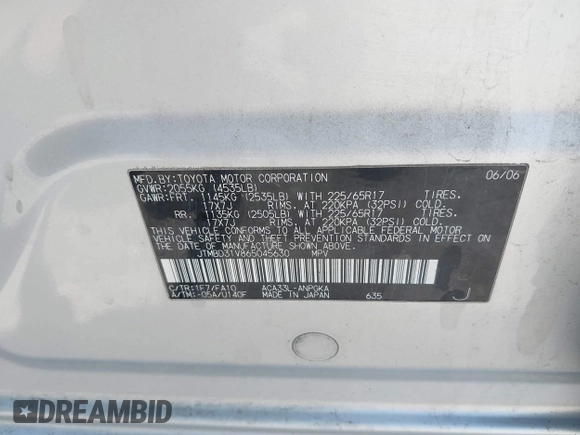 MFD. BY: TOYOTA MOTOR CORPORATION 06/06
GVWR: 2055KG (4535LB)
GAWR: FRT. 1145KG (2535LB) WITH 225/65R17
17X7J RIMS, AT 220KPA (32PSI) COLD.
RR. 1135KG (2505LB) WITH 225/65R17
17X7J RIMS, AT 220KPA (32PSI) COLD.
THIS VEHICLE CONFORMS TO ALL APPLICABLE FEDERAL MOTOR
VEHICLE SAFETY AND THEFT PREVENTION STANDARDS IN EFFECT ON
THE DATE OF MANUFACTURE SHOWN ABOVE.
JTMBD31V865045630 MPV
C/TR: 1E7/FA10 ACA33L-ANPGKA
A/TM: -05A/U140F MADE IN JAPAN 635 J
DREAMBID